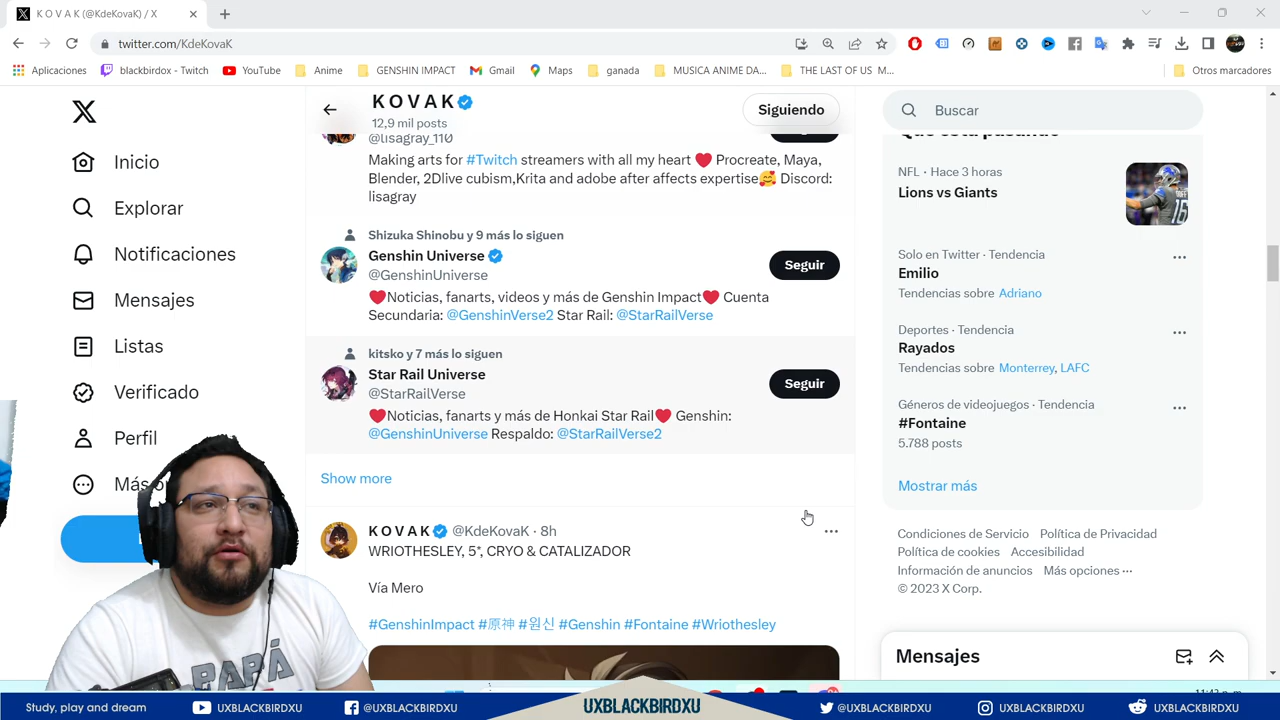 K O V A K (@KdeKovaK) / X
twitter.com/KdeKovaK
Aplicaciones
blackbirdox - Twitch
YouTube
Anime
GENSHIN IMPACT
Gmail
Maps
ganada
MUSICA ANIME DA...
THE LAST OF US M...
Otros marcadores
Inicio
Explorar
Notificaciones
Mensajes
Listas
Verificado
Perfil
K O V A K
12,9 mil posts
Siguiendo
@lisagray_110
Making arts for #Twitch streamers with all my heart ❤️ Procreate, Maya,
Blender, 2Dlive cubism,Krita and adobe after affects expertise🥰 Discord:
lisagray
Shizuka Shinobu y 9 más lo siguen
Genshin Universe
@GenshinUniverse
Seguir
❤️Noticias, fanarts, videos y más de Genshin Impact❤️ Cuenta
Secundaria: @GenshinVerse2 Star Rail: @StarRailVerse
kitsko y 7 más lo siguen
Star Rail Universe
@StarRailVerse
Seguir
❤️Noticias, fanarts y más de Honkai Star Rail❤️ Genshin:
@GenshinUniverse Respaldo: @StarRailVerse2
Show more
K O V A K @KdeKovaK · 8h
WRIOTHESLEY, 5*, CRYO & CATALIZADOR
Vía Mero
#GenshinImpact #原神 #원신 #Genshin #Fontaine #Wriothesley
Buscar
Qué está pasando
NFL · Hace 3 horas
Lions vs Giants
16
Solo en Twitter · Tendencia
Emilio
Tendencias sobre Adriano
Deportes · Tendencia
Rayados
Tendencias sobre Monterrey, LAFC
Géneros de videojuegos · Tendencia
#Fontaine
5.788 posts
Mostrar más
Condiciones de Servicio Política de Privacidad
Política de cookies Accesibilidad
Información de anuncios Más opciones ···
© 2023 X Corp.
Mensajes
PAPÁ
Study, play and dream
UXBLACKBIRDXU
@UXBLACKBIRDXU
UXBLACKBIRDXU
@UXBLACKBIRDXU
UXBLACKBIRDXU
UXBLACKBIRDXU